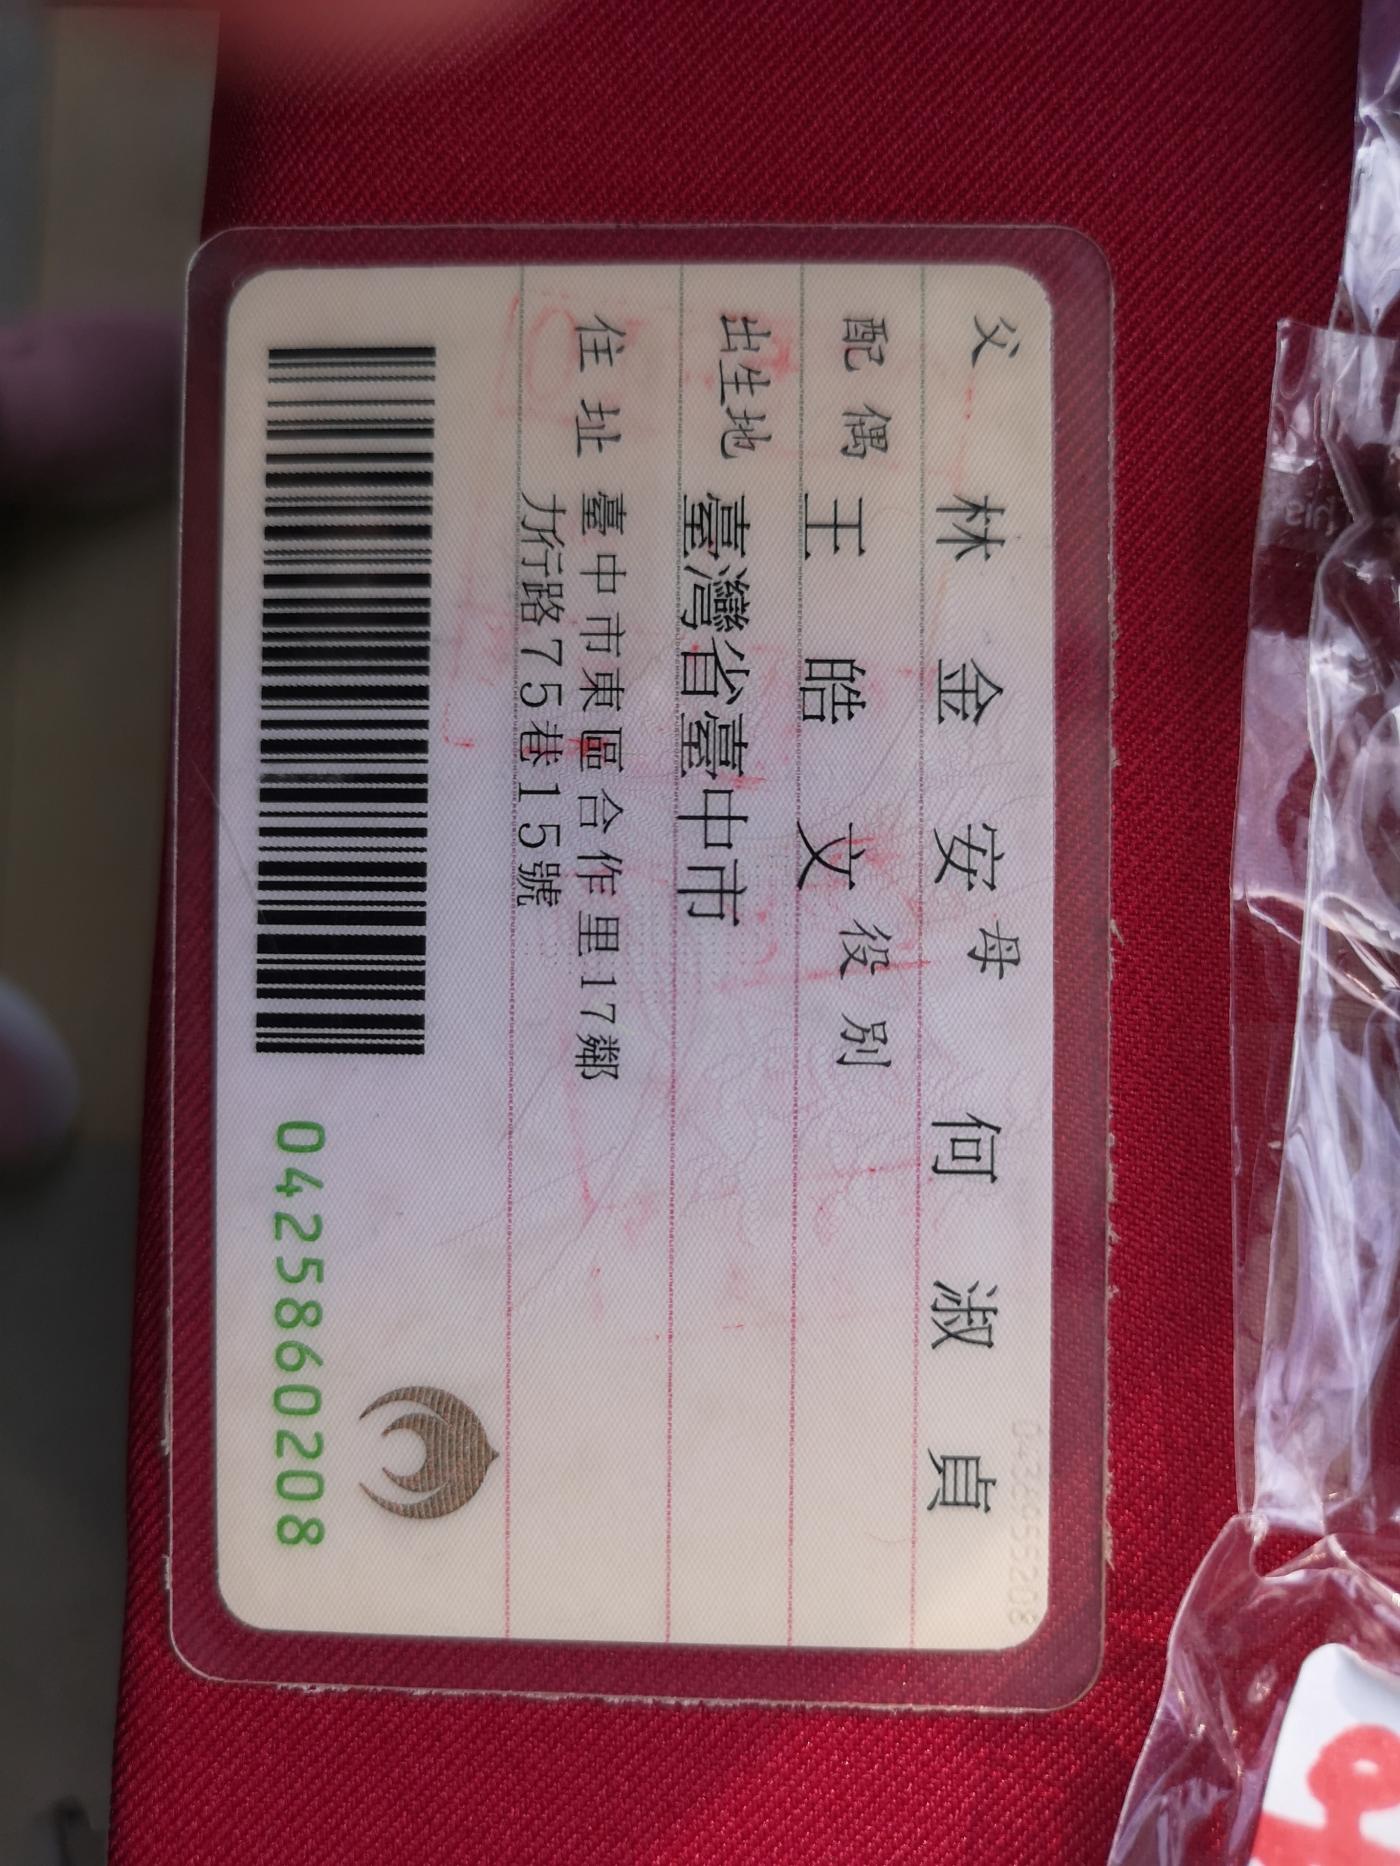 父 林金安 母 何淑貞
配偶 王皓文 役別
出生地 臺灣省臺中市
住址 臺中市東區合作里17鄰
力行路75巷15號
0425860208